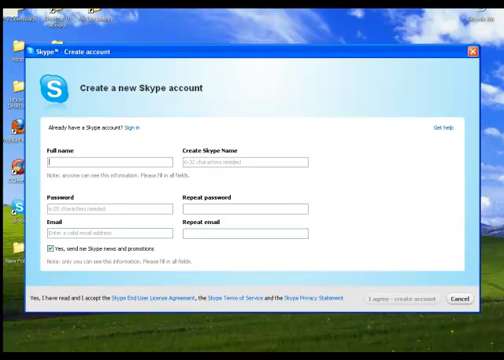 Skype™ - Create account
Create a new Skype account
Already have a Skype account? Sign in
Get help
Full name
Create Skype Name
6-32 characters needed
Note: anyone can see this information. Please fill in all fields.
Password
Repeat password
6-20 characters needed
Email
Repeat email
Enter a valid email address
Yes, send me Skype news and promotions
Note: only you can see this information. Please fill in all fields.
Yes, I have read and I accept the Skype End User License Agreement, the Skype Terms of Service and the Skype Privacy Statement
I agree - create account
Cancel